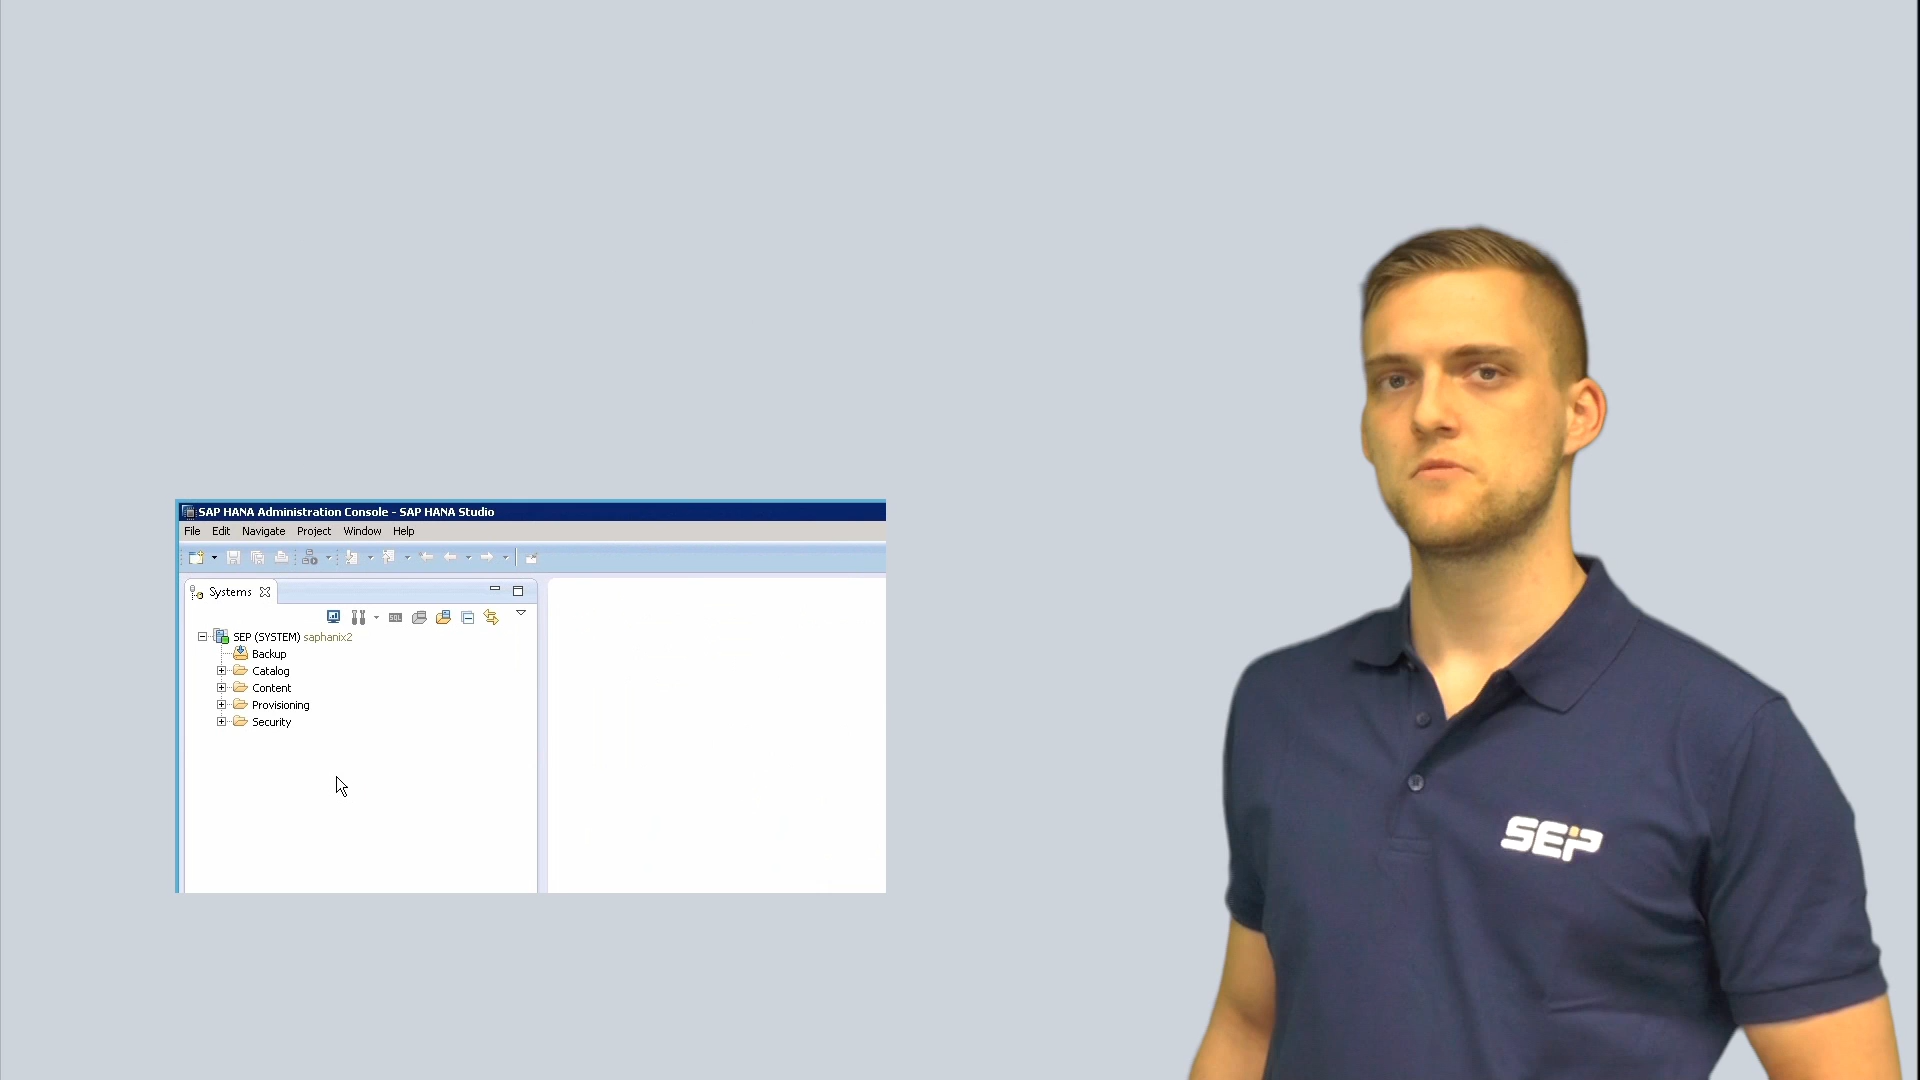 SAP HANA Administration Console - SAP HANA Studio
File Edit Navigate Project Window Help
Systems
SQL
SEP (SYSTEM) saphanix2
Backup
Catalog
Content
Provisioning
Security
SEP